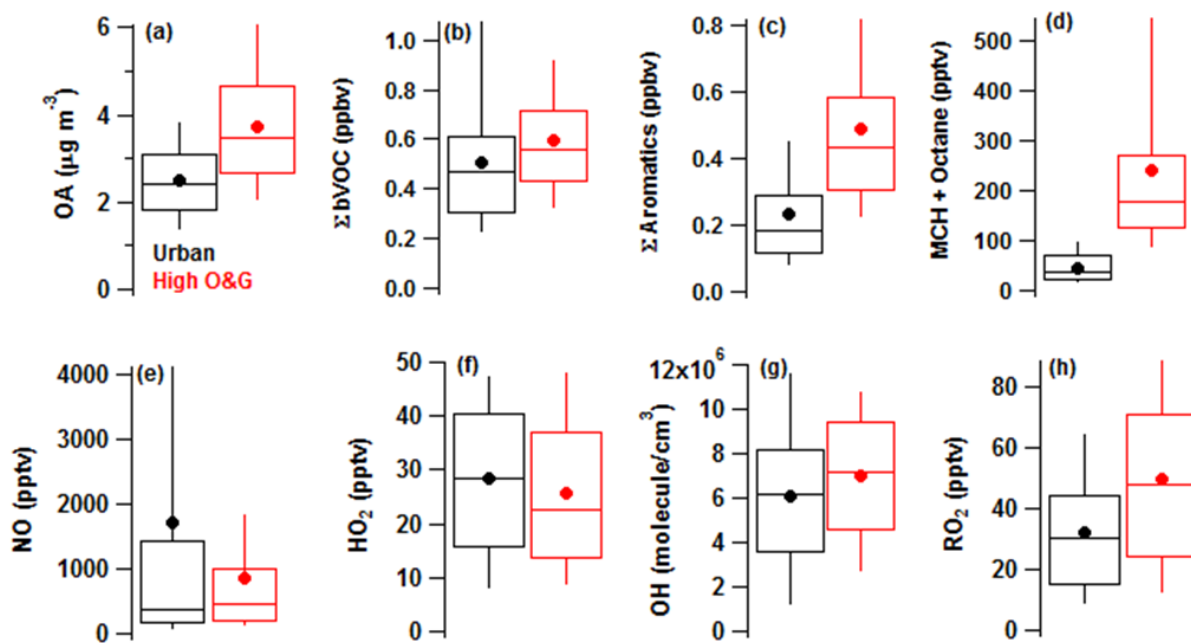 (a)
OA (μg m⁻³)
6
4
2
0
Urban
High O&G
(b)
ΣbVOC (ppbv)
1.0
0.8
0.6
0.4
0.2
0.0
(c)
Σ Aromatics (ppbv)
0.8
0.6
0.4
0.2
0.0
(d)
MCH + Octane (pptv)
500
400
300
200
100
0
(e)
NO (pptv)
4000
3000
2000
1000
0
(f)
HO₂ (pptv)
50
40
30
20
10
0
(g)
OH (molecule/cm³)
12x10⁶
10
8
6
4
2
0
(h)
RO₂ (pptv)
80
60
40
20
0